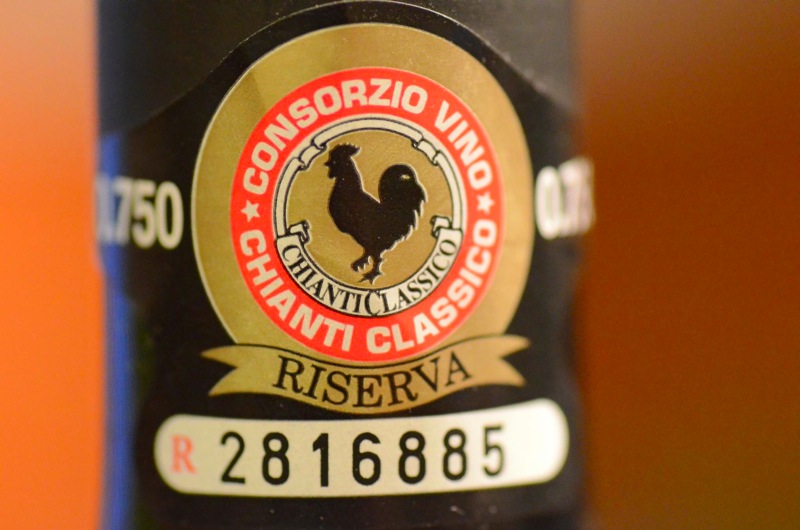 CONSORZIO VINO
CHIANTI CLASSICO
CHIANTI CLASSICO
RISERVA
0.750
R 2816885